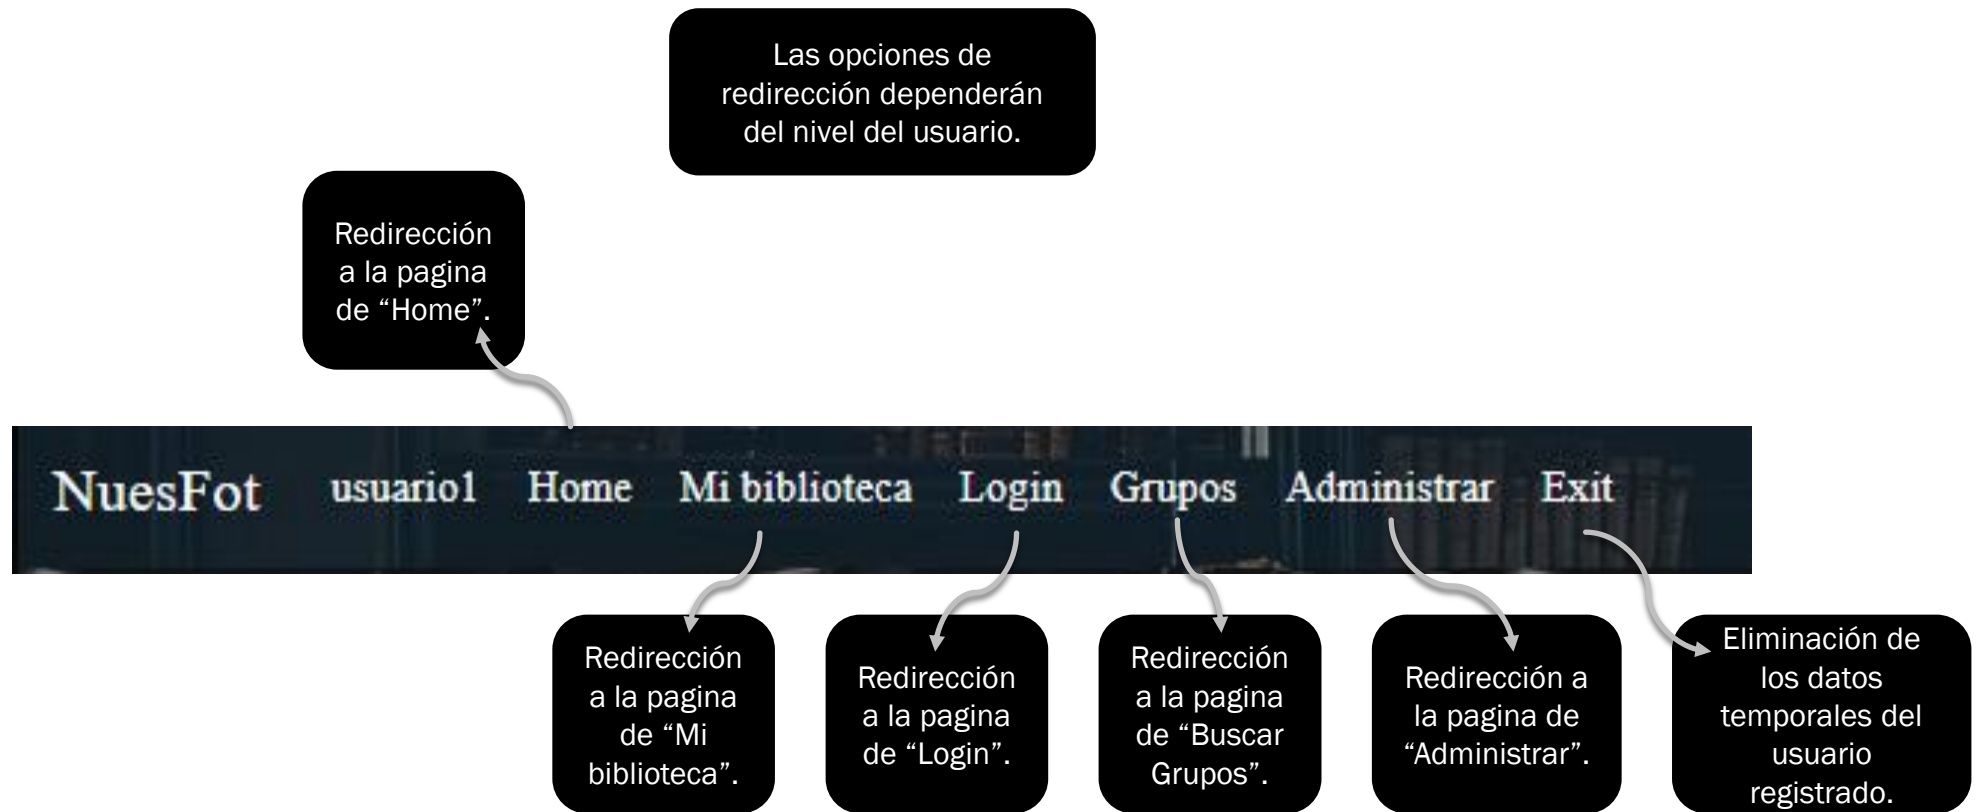 Las opciones de
redirección dependerán
del nivel del usuario.
Redirección
a la pagina
de “Home”.
NuesFot usuario1 Home Mi biblioteca Login Grupos Administrar Exit
Redirección
a la pagina
de “Mi
biblioteca”.
Redirección
a la pagina
de “Login”.
Redirección
a la pagina
de “Buscar
Grupos”.
Redirección a
la pagina de
“Administrar”.
Eliminación de
los datos
temporales del
usuario
registrado.